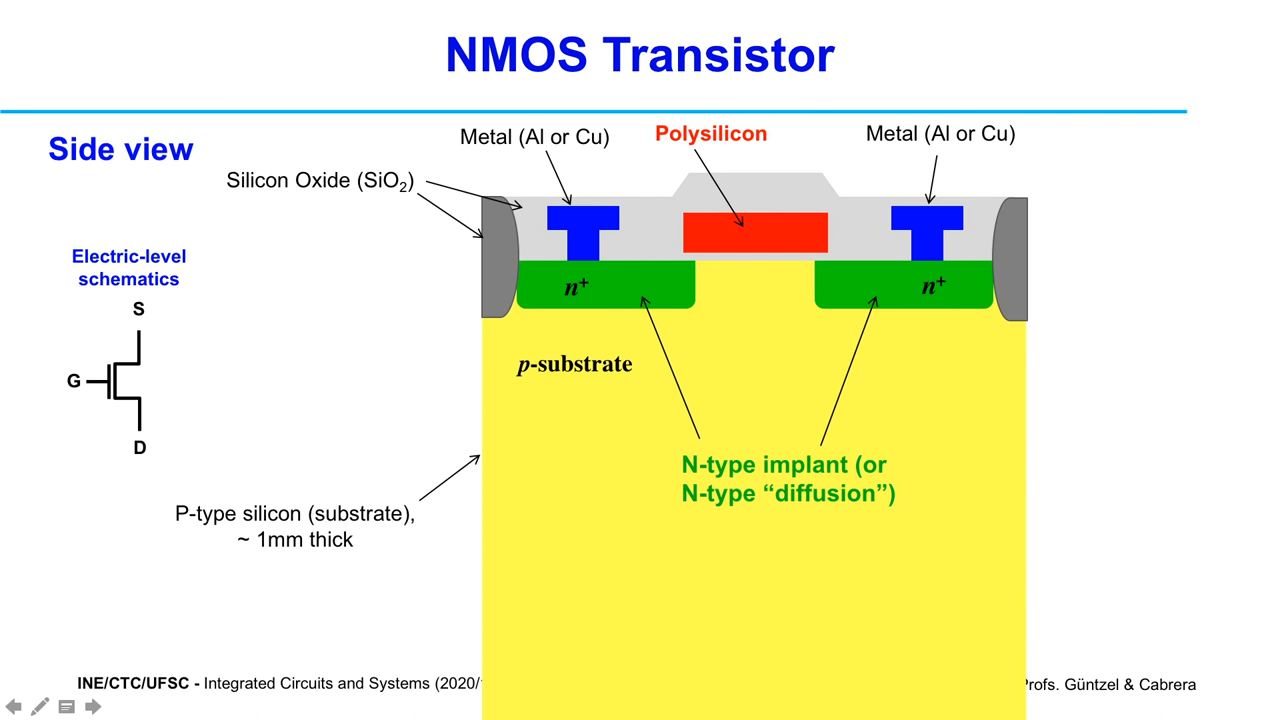 NMOS Transistor
Side view
Metal (Al or Cu)
Polysilicon
Metal (Al or Cu)
Silicon Oxide (SiO₂)
Electric-level
schematics
S
G
D
n⁺
n⁺
p-substrate
N-type implant (or
N-type “diffusion”)
P-type silicon (substrate),
~ 1mm thick
INE/CTC/UFSC - Integrated Circuits and Systems (2020/
Profs. Güntzel & Cabrera